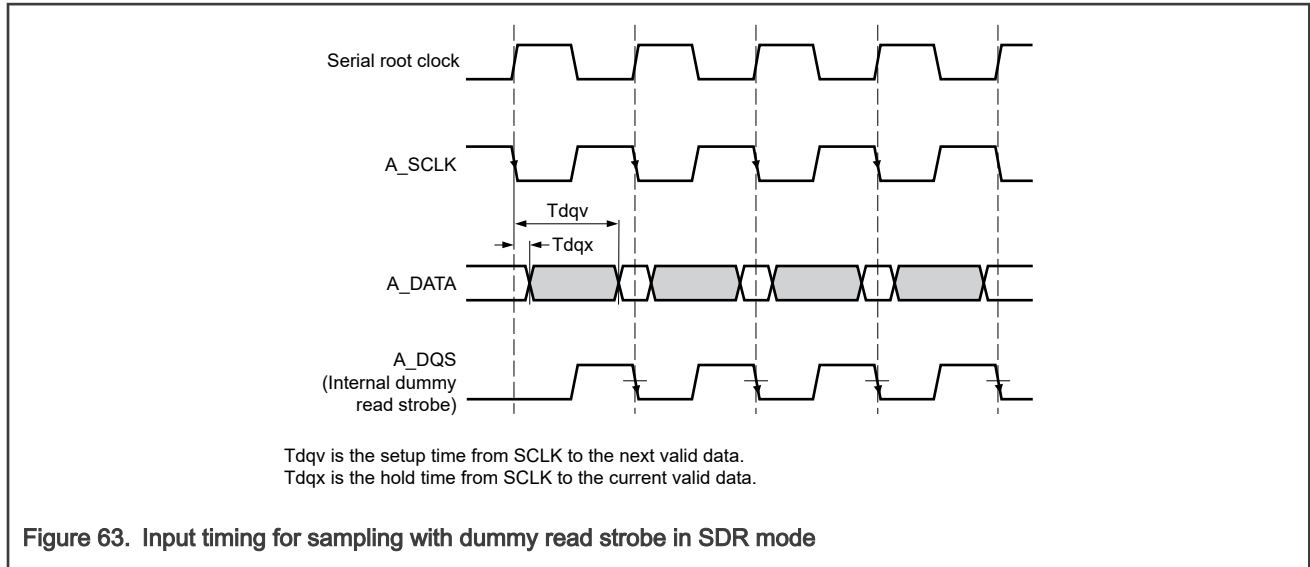 Serial root clock
A_SCLK
Tdqv
Tdqx
A_DATA
A_DQS
(Internal dummy
read strobe)
Tdqv is the setup time from SCLK to the next valid data.
Tdqx is the hold time from SCLK to the current valid data.
Figure 63. Input timing for sampling with dummy read strobe in SDR mode